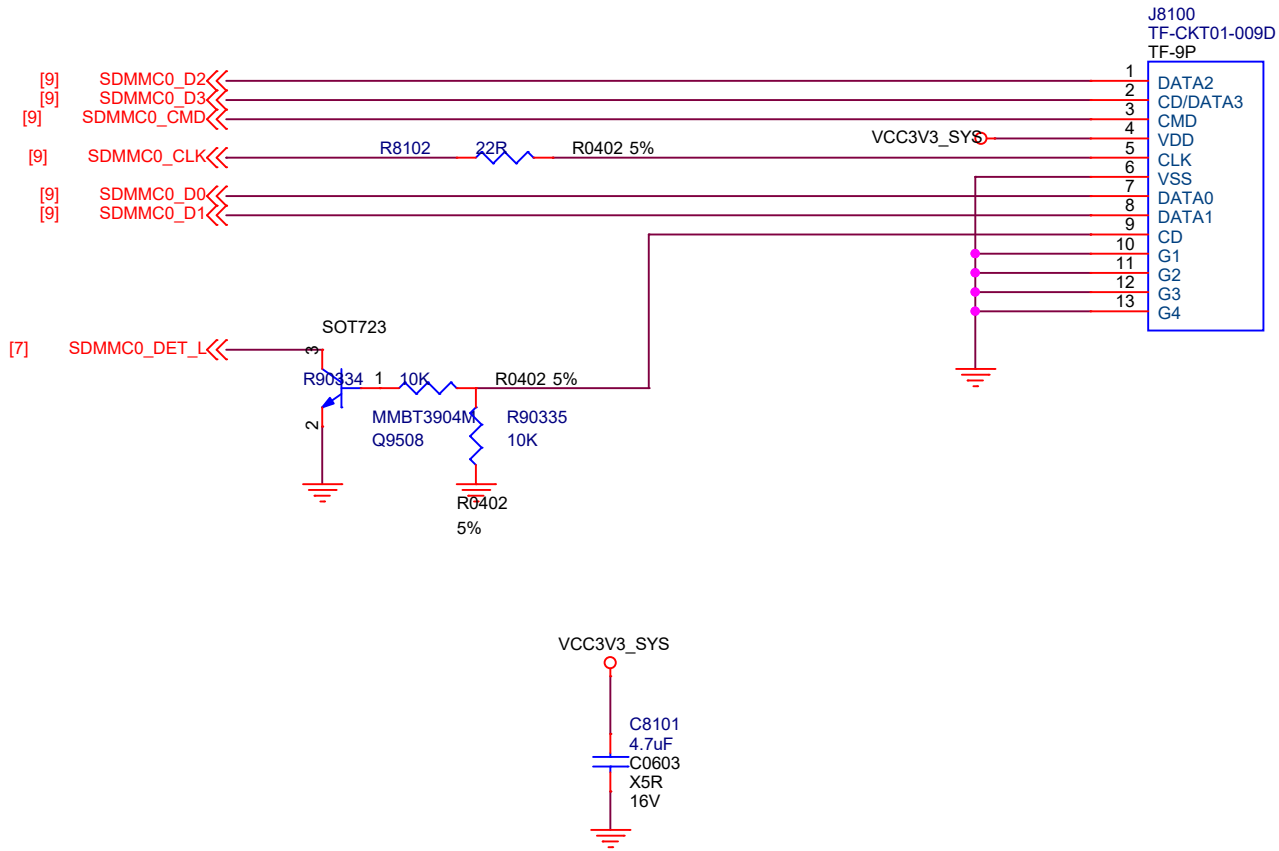 J8100
TF-CKT01-009D
TF-9P
[9] SDMMC0_D2 1 DATA2
[9] SDMMC0_D3 2 CD/DATA3
[9] SDMMC0_CMD 3 CMD
VCC3V3_SYS 4 VDD
[9] SDMMC0_CLK R8102 22R R0402 5% 5 CLK
6 VSS
[9] SDMMC0_D0 7 DATA0
[9] SDMMC0_D1 8 DATA1
9 CD
10 G1
11 G2
12 G3
13 G4
SOT723
[7] SDMMC0_DET_L 3
R90334 1 10K R0402 5%
2 MMBT3904M R90335
Q9508 10K
R0402
5%
VCC3V3_SYS
C8101
4.7uF
C0603
X5R
16V